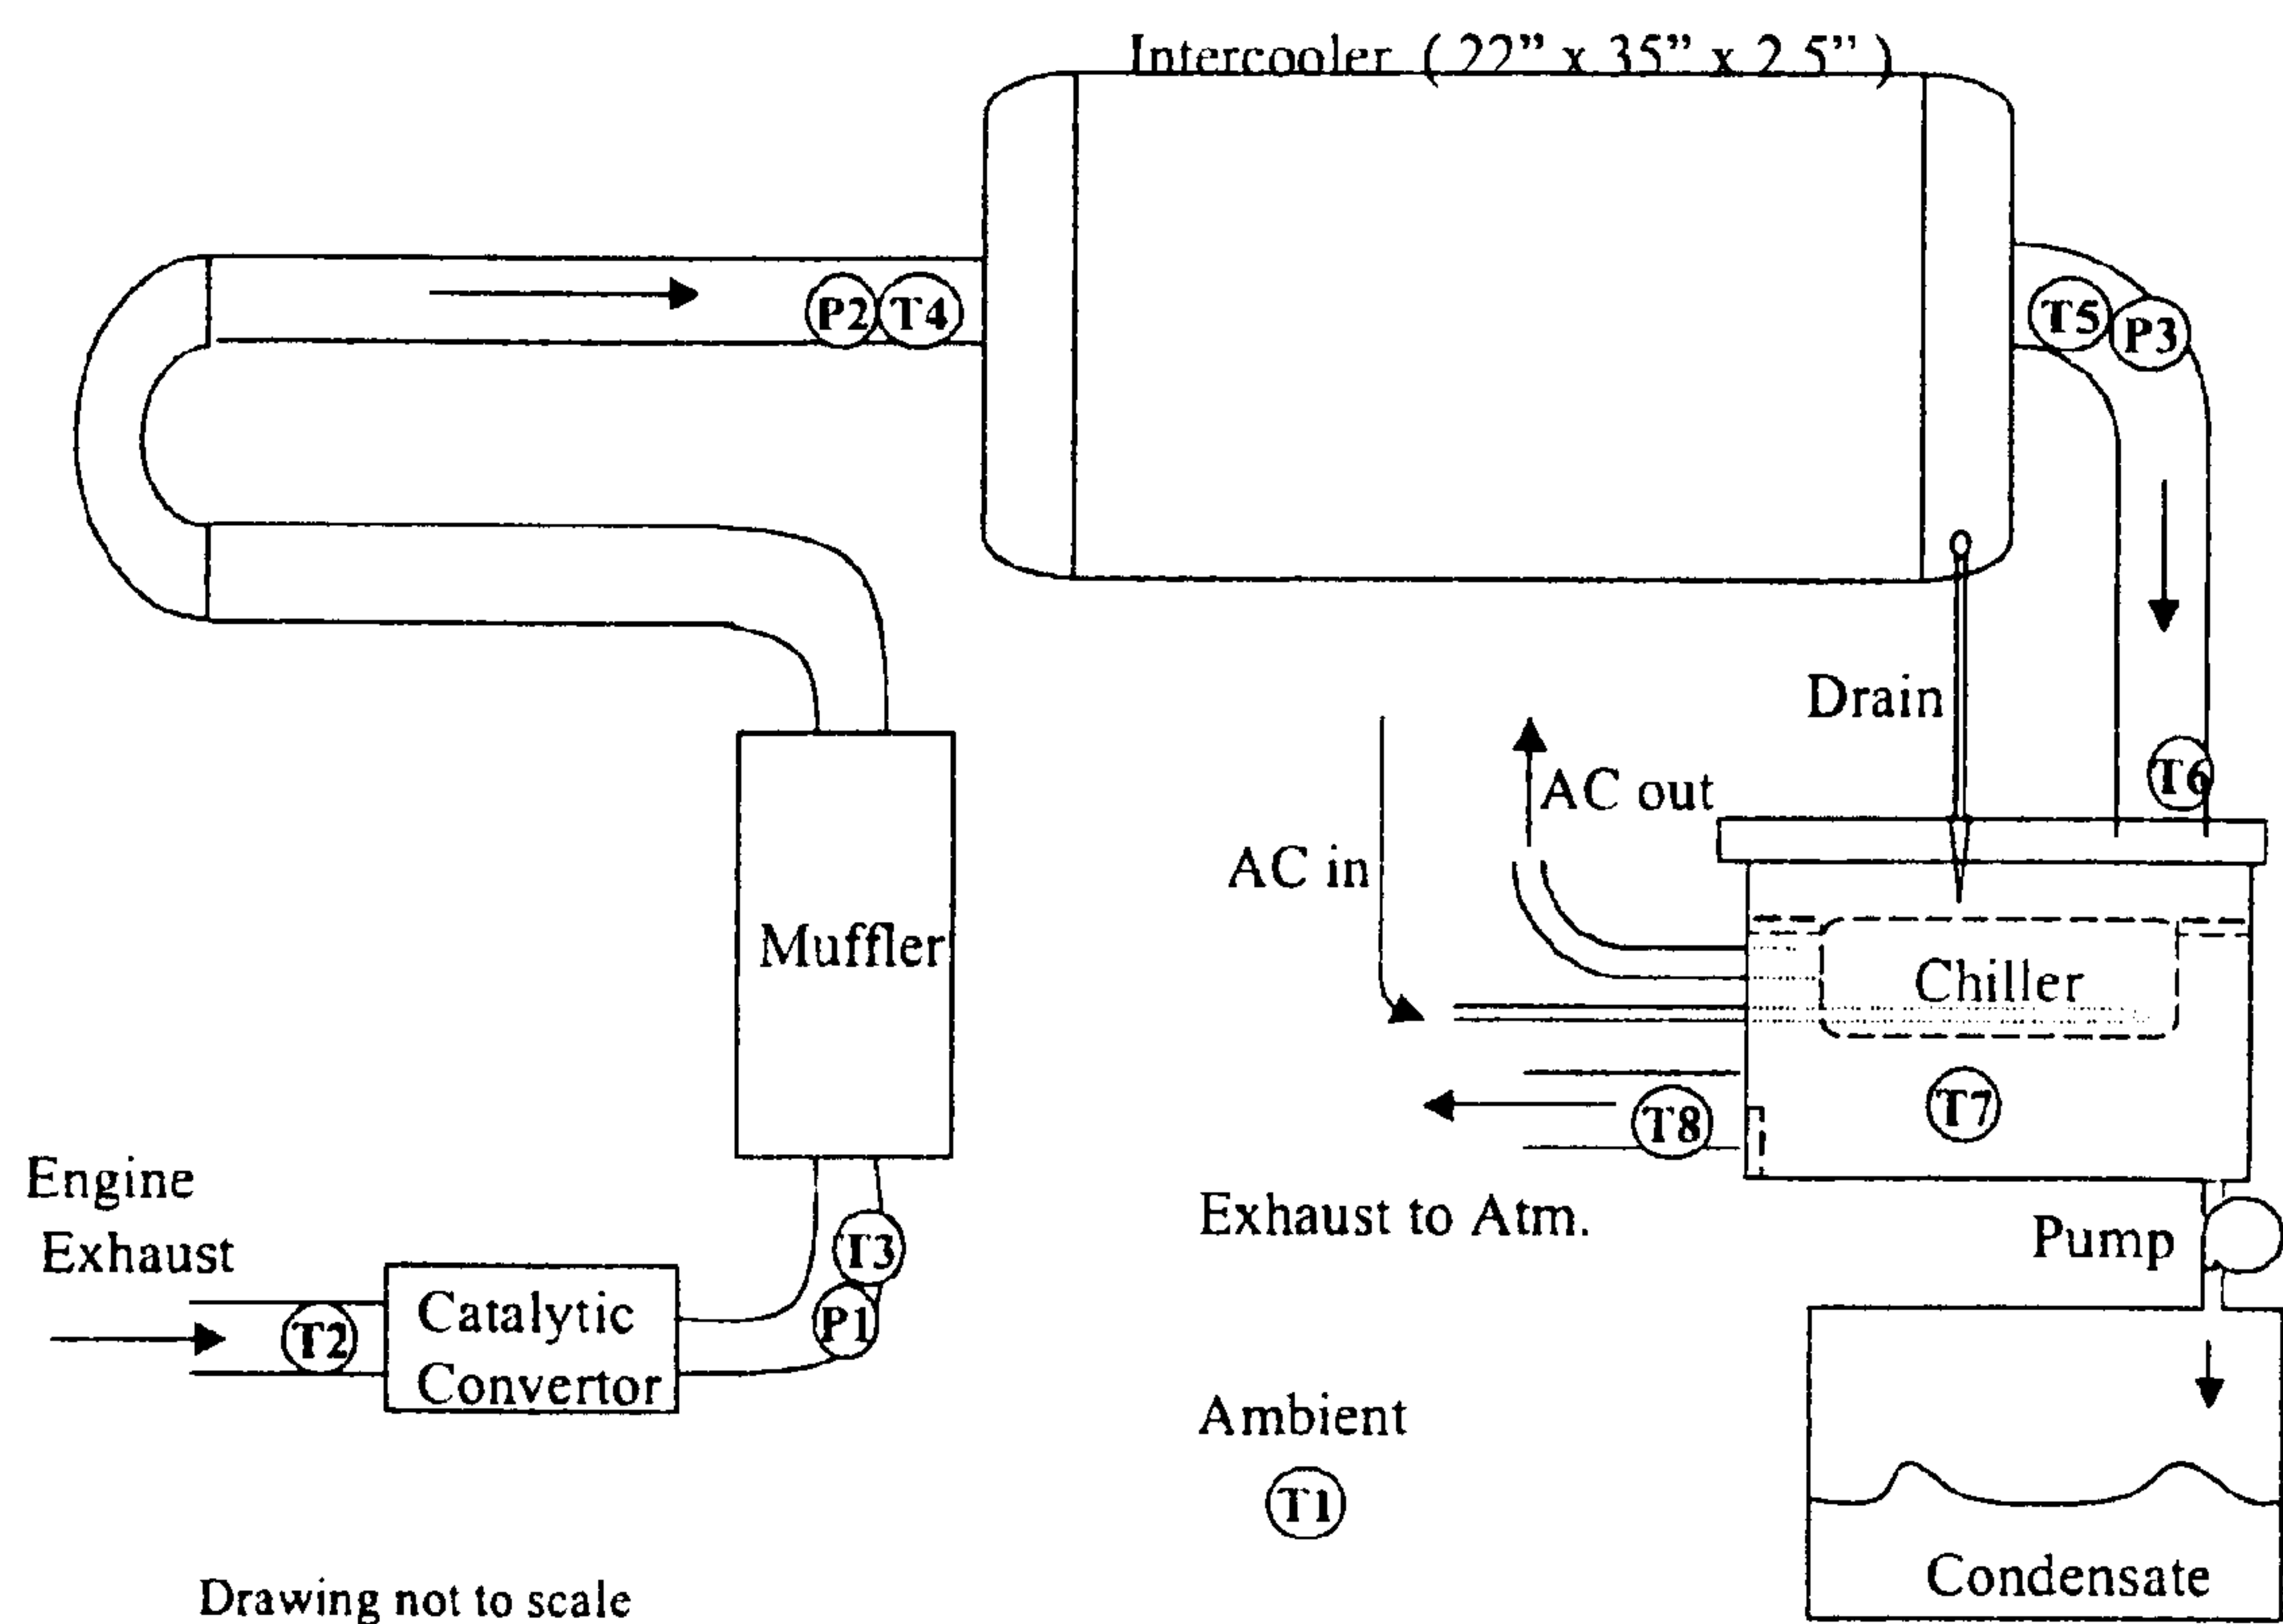 Intercooler ( 22” x 35” x 2.5” )
P2
T4
T5
P3
Drain
T6
AC out
AC in
Muffler
Chiller
T7
T8
Engine
Exhaust
T3
Exhaust to Atm.
Pump
T2
Catalytic
Convertor
P1
Ambient
T1
Condensate
Drawing not to scale